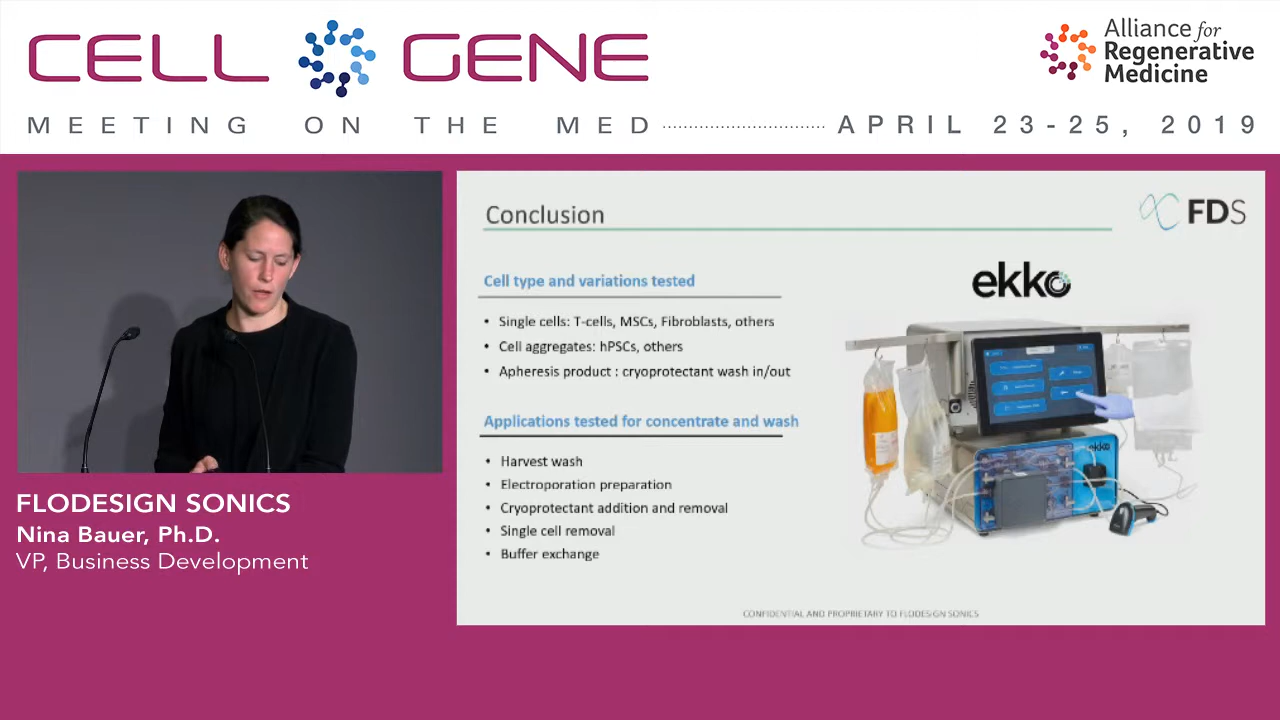 CELL GENE
Alliance for
Regenerative
Medicine
MEETING ON THE MED APRIL 23-25, 2019
Conclusion
FDS
Cell type and variations tested
• Single cells: T-cells, MSCs, Fibroblasts, others
• Cell aggregates: hPSCs, others
• Apheresis product : cryoprotectant wash in/out
ekko
Applications tested for concentrate and wash
• Harvest wash
• Electroporation preparation
• Cryoprotectant addition and removal
• Single cell removal
• Buffer exchange
ekko
CONFIDENTIAL AND PROPRIETARY TO FLODESIGN SONICS
FLODESIGN SONICS
Nina Bauer, Ph.D.
VP, Business Development